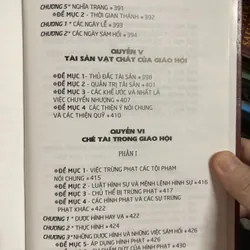 CHƯƠNG 5* NGHĨA TRANG • 391
ĐỀ MỤC 2 - THỜI GIAN THÁNH • 392
CHƯƠNG 1 * CÁC NGÀY LỄ • 393
CHƯƠNG 2 * CÁC NGÀY SÁM HỐI • 394
QUYỂN V
TÀI SẢN VẬT CHẤT CỦA GIÁO HỘI
•ĐỀ MỤC 1- THỦ ĐẮC TÀI SẢN • 398
•ĐỀ MỤC 2 - QUẢN TRỊ TÀI SẢN • 401
•ĐỀ MỤC 3 - CÁC KHẾ ƯỚC VÀ NHẤT LÀ
VIỆC CHUYỂN NHƯỢNG • 407
•ĐỀ MỤC 4 - CÁC THIỆN Ý NÓI CHUNG
VÀ CÁC THIỆN QUỸ • 410
QUYỂN VI
CHẾ TÀI TRONG GIÁO HỘI
PHẦN I
•ĐỀ MỤC 1- VIỆC TRỪNG PHẠT CÁC TỘI PHẠM
NÓI CHUNG • 415
•ĐỀ MỤC 2 - LUẬT HÌNH SỰ VÀ MỆNH LỆNH HÌNH SỰ • 416
•ĐỀ MỤC 3 - CHỦ THỂ BỊ TRỪNG PHẠT •
•ĐỀ MỤC 4 - CÁC HÌNH PHẠT VÀ CÁC SỰ TRỪNG
PHẠT KHÁC • 422
CHƯƠNG 1 * DƯỢC HÌNH HAY VẠ •
CHƯƠNG 2 * THỤC HÌNH • 424
CHƯƠNG 3 * NHỮNG DƯỢC HÌNH VÀ NHỮNG VIỆC SÁM HỐI • 426
•ĐỀ MỤC 5- ÁP DỤNG HÌNH PHẠT • 426
CỦA HÌNH PHẠT • 430